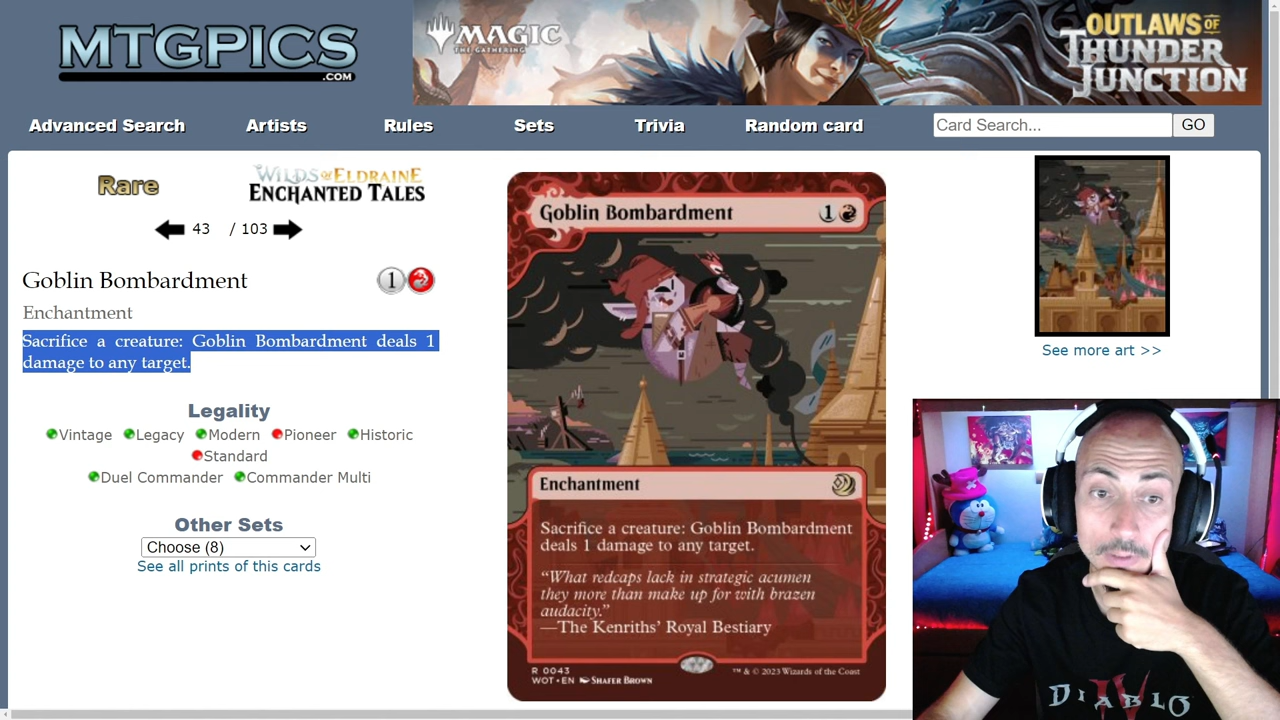 MTGPICS
.COM
MAGIC
THE GATHERING
OUTLAWS OF
THUNDER
JUNCTION
Advanced Search Artists Rules Sets Trivia Random card Card Search... GO
Rare
WILDS of ELDRAINE
ENCHANTED TALES
43 / 103
Goblin Bombardment 1
Enchantment
Sacrifice a creature: Goblin Bombardment deals 1
damage to any target.
Legality
Vintage Legacy Modern Pioneer Historic
Standard
Duel Commander Commander Multi
Other Sets
Choose (8)
See all prints of this cards
Goblin Bombardment 1
Enchantment
Sacrifice a creature: Goblin Bombardment
deals 1 damage to any target.
“What redcaps lack in strategic acumen
they more than make up for with brazen
audacity.”
—The Kenriths’ Royal Bestiary
R 0043
WOT • EN SHAFER BROWN
™ & © 2023 Wizards of the Coast
See more art >>
DIABLO
IV